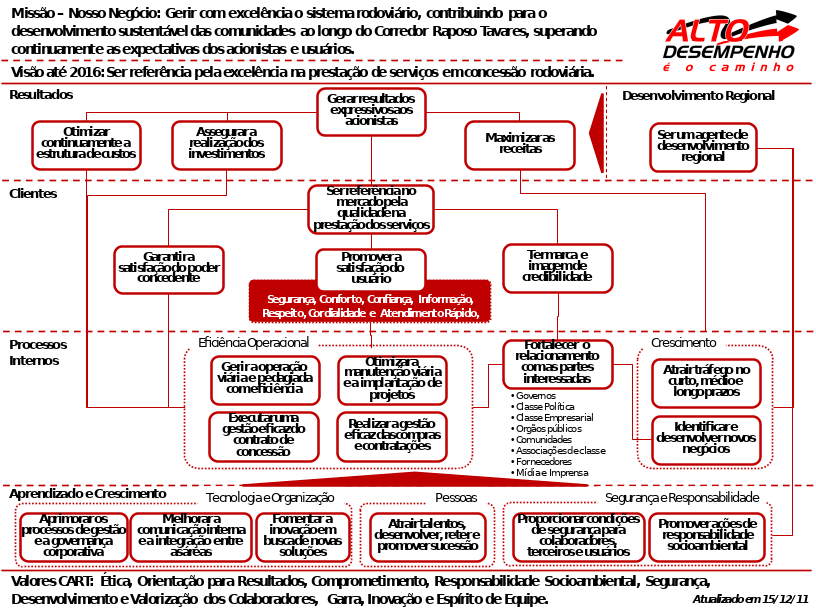 Missão – Nosso Negócio: Gerir com excelência o sistema rodoviário, contribuindo para o
desenvolvimento sustentável das comunidades ao longo do Corredor Raposo Tavares, superando
continuamente as expectativas dos acionistas e usuários.
ALTO
DESEMPENHO
é o caminho
Visão até 2016: Ser referência pela excelência na prestação de serviços em concessão rodoviária.
Resultados
Desenvolvimento Regional
Gerar resultados
expressivos aos
acionistas
Otimizar
continuamente a
estrutura de custos
Assegurar a
realização dos
investimentos
Maximizar as
receitas
Ser um agente de
desenvolvimento
regional
Clientes
Ser referência no
mercado pela
qualidade na
prestação dos serviços
Garantir a
satisfação do poder
concedente
Promover a
satisfação do
usuário
Ter marca e
imagem de
credibilidade
Segurança, Conforto, Confiança, Informação,
Respeito, Cordialidade e Atendimento Rápido,
Processos
Internos
Eficiência Operacional
Gerir a operação
viária e pedagiada
com eficiência
Otimizar a
manutenção viária
e a implantação de
projetos
Executar uma
gestão eficaz do
contrato de
concessão
Realizar a gestão
eficaz das compras
e contratações
Fortalecer o
relacionamento
com as partes
interessadas
• Governos
• Classe Política
• Classe Empresarial
• Orgãos públicos
• Comunidades
• Associações de classe
• Fornecedores
• Mídia e Imprensa
Crescimento
Atrair tráfego no
curto, médio e
longo prazos
Identificar e
desenvolver novos
negócios
Aprendizado e Crescimento
Tecnologia e Organização
Aprimorar os
processos de gestão
e a governança
corporativa
Melhorar a
comunicação interna
e a integração entre
as áreas
Fomentar a
inovação em
busca de novas
soluções
Pessoas
Atrair talentos,
desenvolver, reter e
promover sucessão
Segurança e Responsabilidade
Proporcionar condições
de segurança para
colaboradores,
terceiros e usuários
Promover ações de
responsabilidade
socioambiental
Valores CART: Ética, Orientação para Resultados, Comprometimento, Responsabilidade Socioambiental, Segurança,
Desenvolvimento e Valorização dos Colaboradores, Garra, Inovação e Espírito de Equipe.
Atualizado em 15/12/11